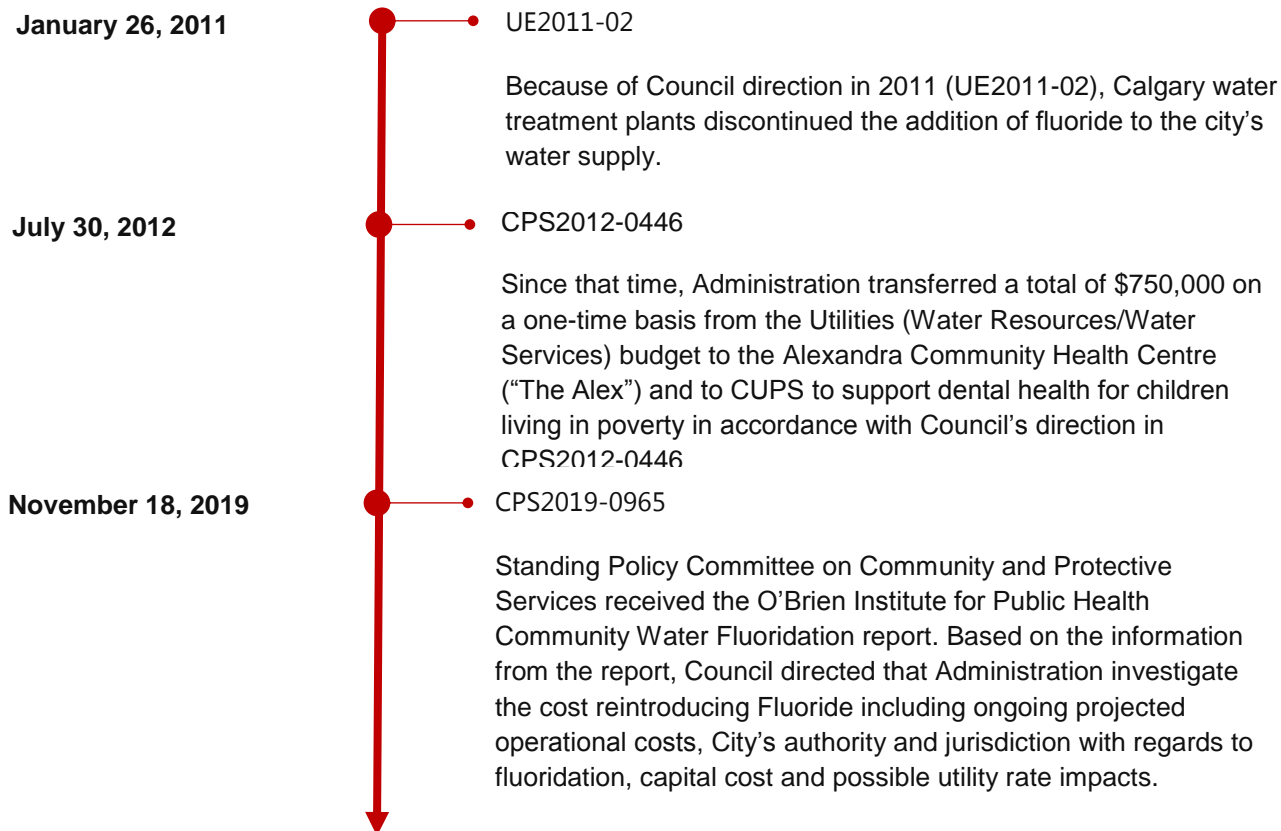 January 26, 2011
UE2011-02
Because of Council direction in 2011 (UE2011-02), Calgary water
treatment plants discontinued the addition of fluoride to the city’s
water supply.
July 30, 2012
CPS2012-0446
Since that time, Administration transferred a total of $750,000 on
a one-time basis from the Utilities (Water Resources/Water
Services) budget to the Alexandra Community Health Centre
(“The Alex”) and to CUPS to support dental health for children
living in poverty in accordance with Council’s direction in
CPS2012-0446
November 18, 2019
CPS2019-0965
Standing Policy Committee on Community and Protective
Services received the O’Brien Institute for Public Health
Community Water Fluoridation report. Based on the information
from the report, Council directed that Administration investigate
the cost reintroducing Fluoride including ongoing projected
operational costs, City’s authority and jurisdiction with regards to
fluoridation, capital cost and possible utility rate impacts.